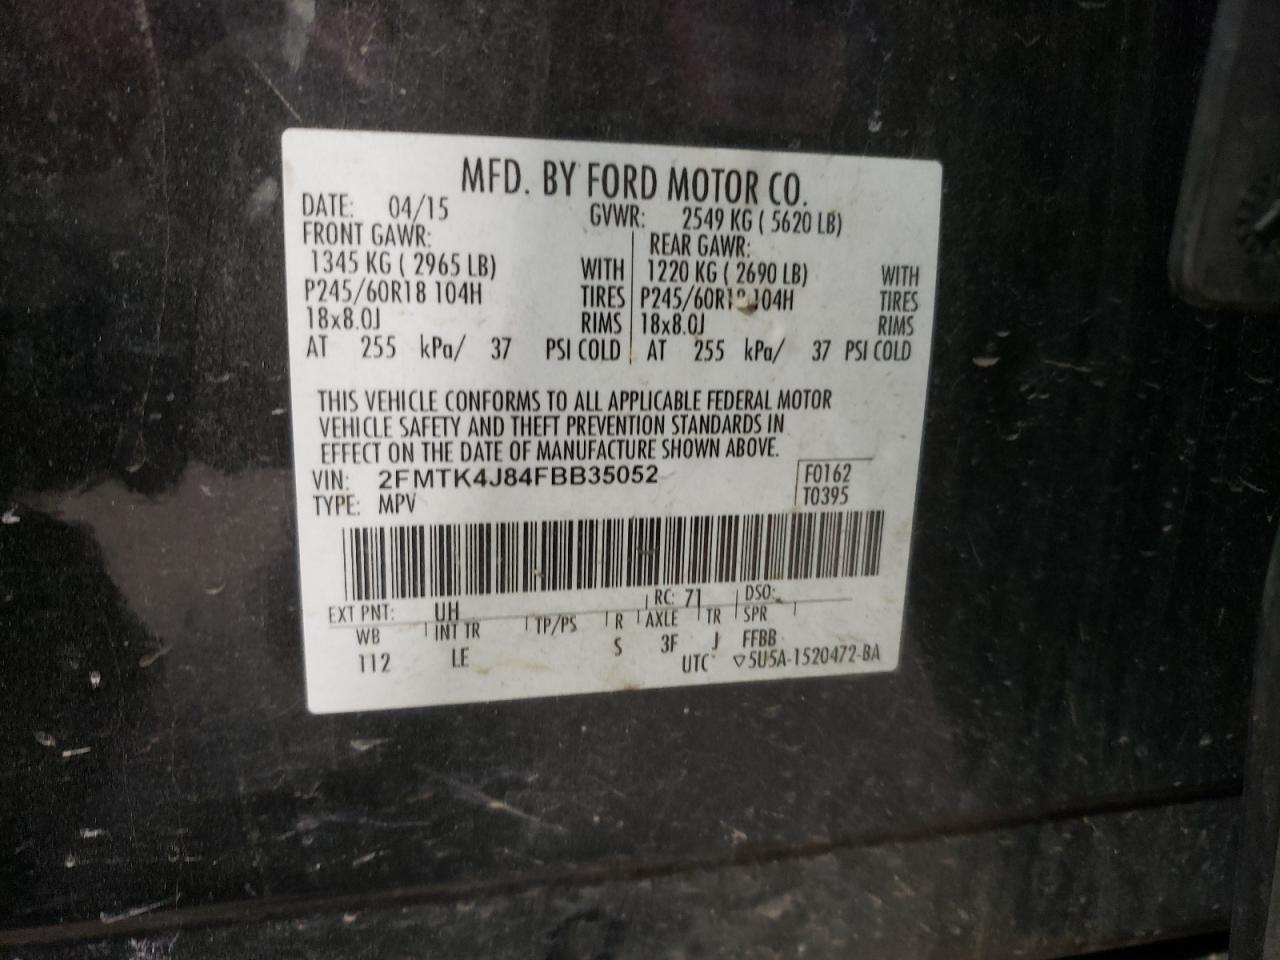 MFD. BY FORD MOTOR CO.
DATE: 04/15 GVWR: 2549 KG ( 5620 LB)
FRONT GAWR: REAR GAWR:
1345 KG ( 2965 LB) WITH 1220 KG ( 2690 LB) WITH
P245/60R18 104H TIRES P245/60R18 104H TIRES
18x8.0J RIMS 18x8.0J RIMS
AT 255 kPa/ 37 PSI COLD AT 255 kPa/ 37 PSI COLD
THIS VEHICLE CONFORMS TO ALL APPLICABLE FEDERAL MOTOR
VEHICLE SAFETY AND THEFT PREVENTION STANDARDS IN
EFFECT ON THE DATE OF MANUFACTURE SHOWN ABOVE.
VIN: 2FMTK4J84FBB35052 F0162
TYPE: MPV T0395
EXT PNT: UH RC: 71 DSO:
WB INT TR TP/PS R AXLE TR SPR
112 LE S 3F J FFBB
UTC ▽5U5A-1520472-BA